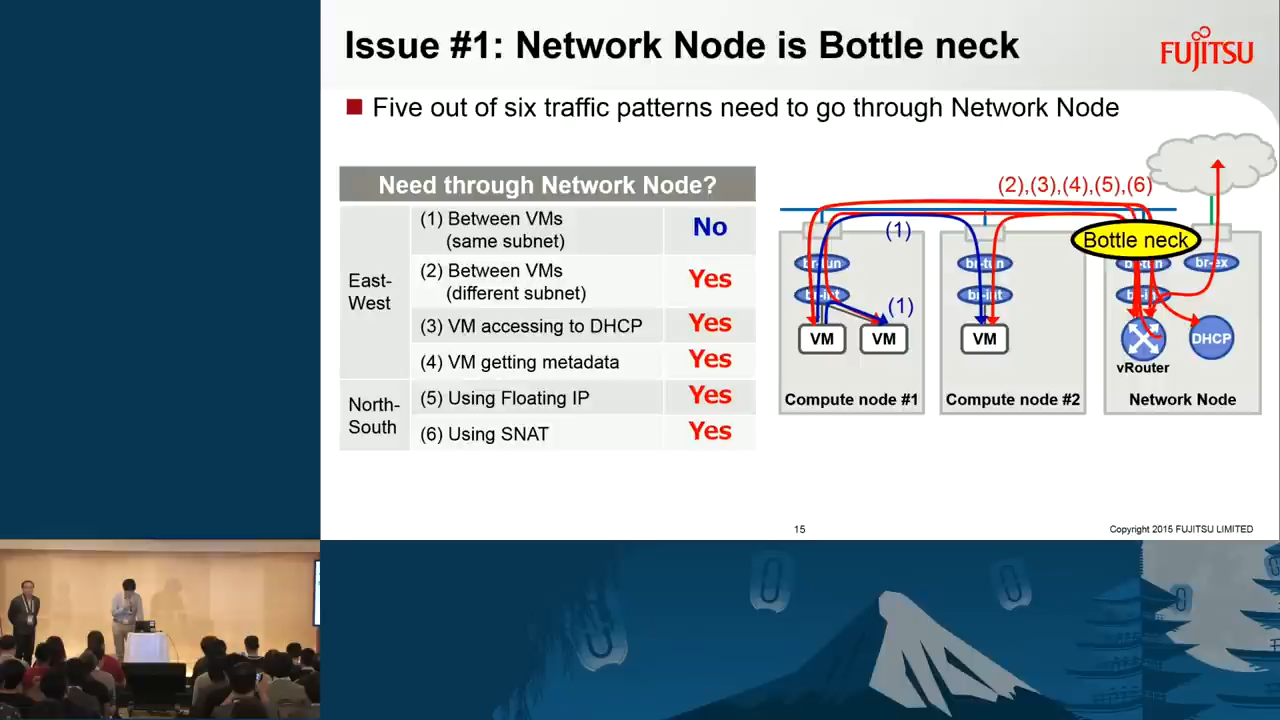 Issue #1: Network Node is Bottle neck
FUJITSU
Five out of six traffic patterns need to go through Network Node
Need through Network Node?
East-
West
(1) Between VMs
(same subnet)
No
(2) Between VMs
(different subnet)
Yes
(3) VM accessing to DHCP
Yes
(4) VM getting metadata
Yes
North-
South
(5) Using Floating IP
Yes
(6) Using SNAT
Yes
(2),(3),(4),(5),(6)
(1)
Bottle neck
br-tun
br-tun
br-tun
br-ex
br-int
(1)
br-int
VM
VM
VM
DHCP
vRouter
Compute node #1
Compute node #2
Network Node
15
Copyright 2015 FUJITSU LIMITED